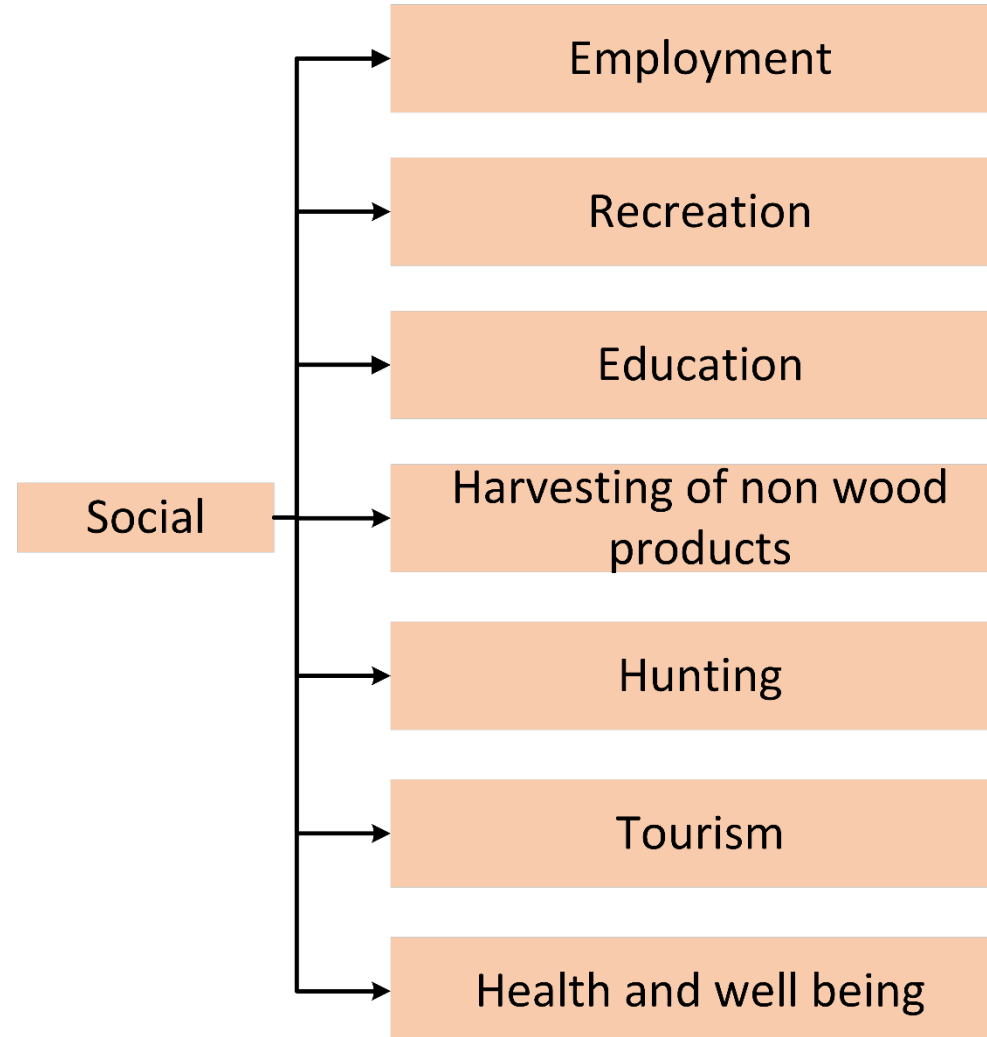 Employment
Recreation
Education
Social
Harvesting of non wood
products
Hunting
Tourism
Health and well being